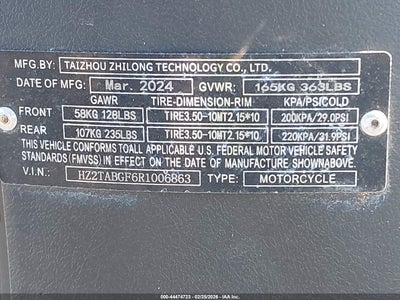 MFG.BY: TAIZHOU ZHILONG TECHNOLOGY CO., LTD.
DATE OF MFG: Mar. 2024 GVWR: 165KG 363LBS
GAWR TIRE-DIMENSION-RIM KPA/PSICOLD
FRONT 58KG 128LBS TIRE3.50-10MT2.15*10 200KPA/29.0PSI
REAR 107KG 235LBS TIRE3.50-10MT2.15*10 220KPA/31.9PSI
THIS VEHICLE CONFORMS TOALL APPLICABLE U.S FEDERAL MOTOR VEHICLE SAFETY
STANDARDS (FMVSS) IN EFFECT ON THE DATE OF MANUFACTURE SHOWNABOVE.
V.I.N: HZ2TABGF6R1006863 TYPE: MOTORCYCLE
000-44474723 - 02/25/2026 - IAA, LLC